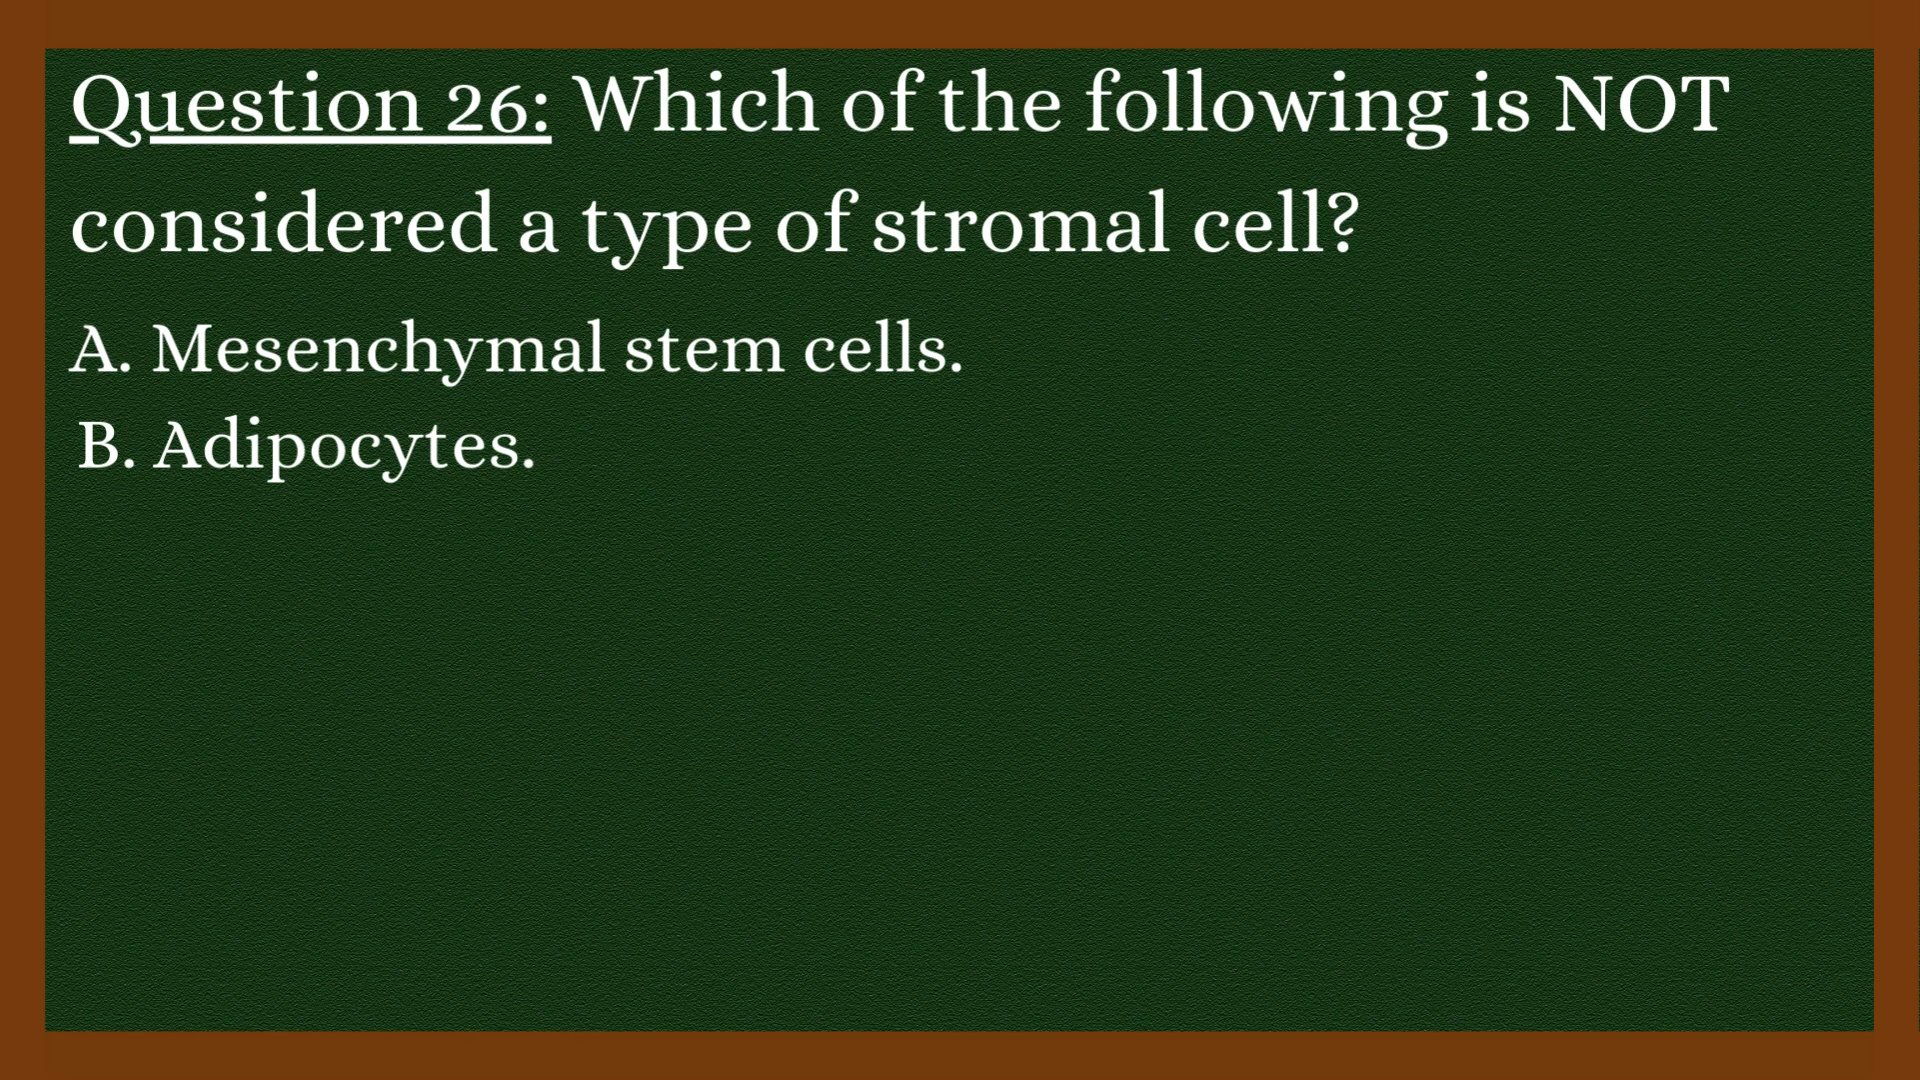 Question 26: Which of the following is NOT
considered a type of stromal cell?
A. Mesenchymal stem cells.
B. Adipocytes.